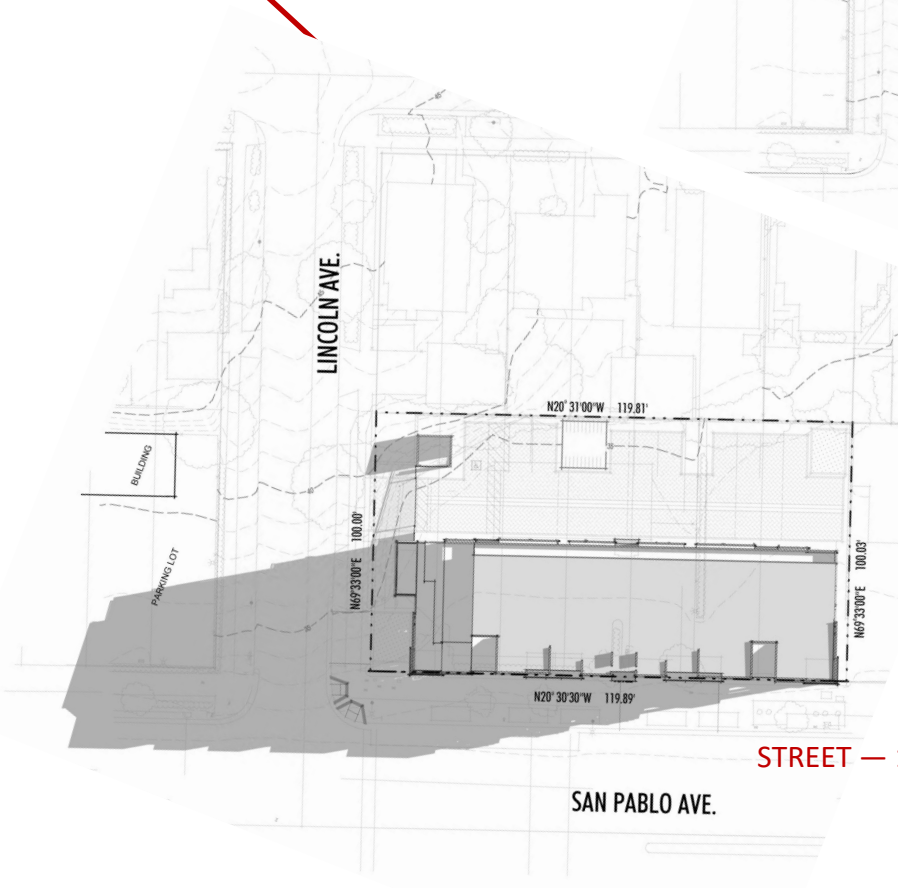 LINCOLN AVE.
N20° 31'00"W 119.81'
BUILDING
N69°33'00"E 100.00'
N69°33'00"E 100.03'
PARKING LOT
N20° 30'30"W 119.89'
STREET —
SAN PABLO AVE.